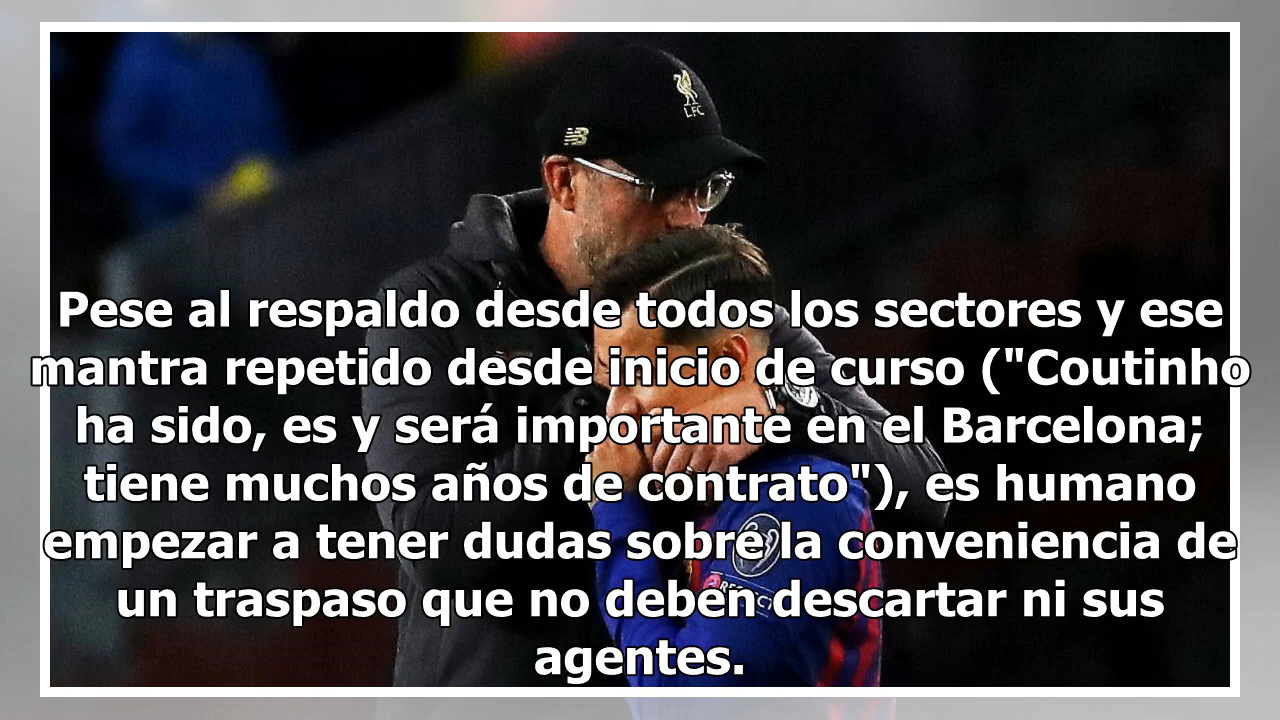 L.F.C
NB
Pese al respaldo desde todos los sectores y ese
mantra repetido desde inicio de curso ("Coutinho
ha sido, es y será importante en el Barcelona;
tiene muchos años de contrato"), es humano
empezar a tener dudas sobre la conveniencia de
un traspaso que no deben descartar ni sus
agentes.